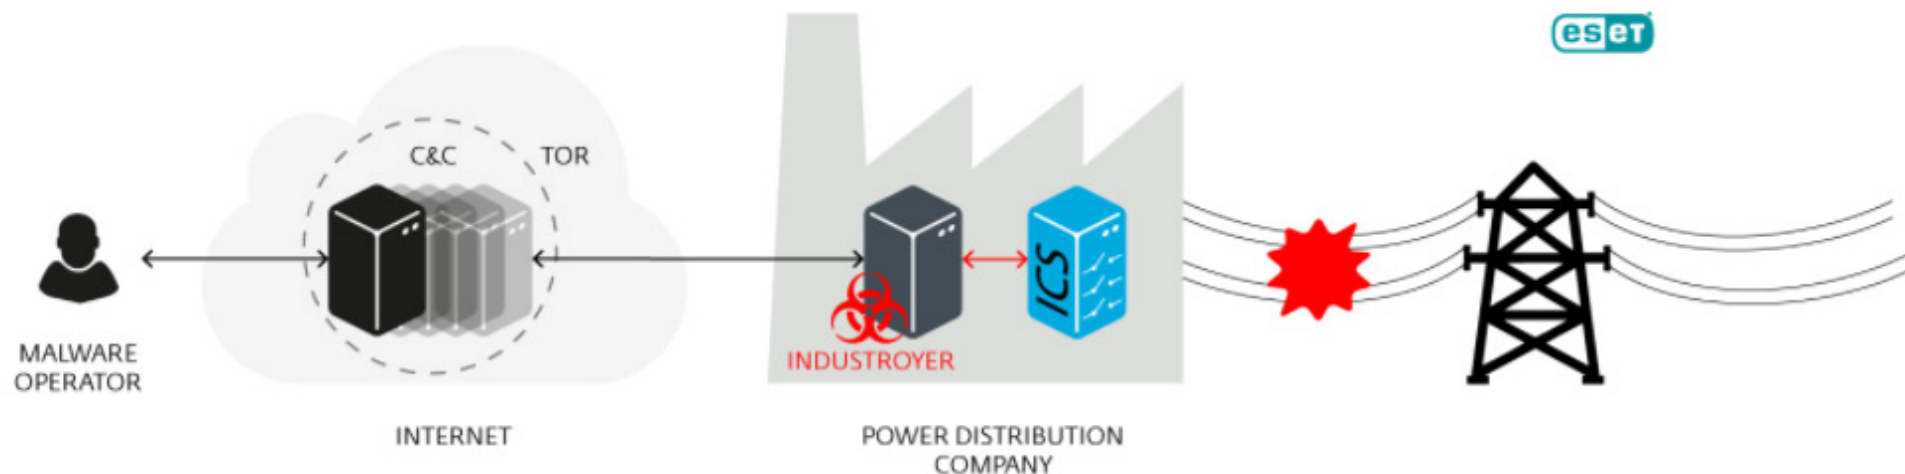 eset
C&C
TOR
ICS
INDUSTROYER
MALWARE
OPERATOR
INTERNET
POWER DISTRIBUTION
COMPANY